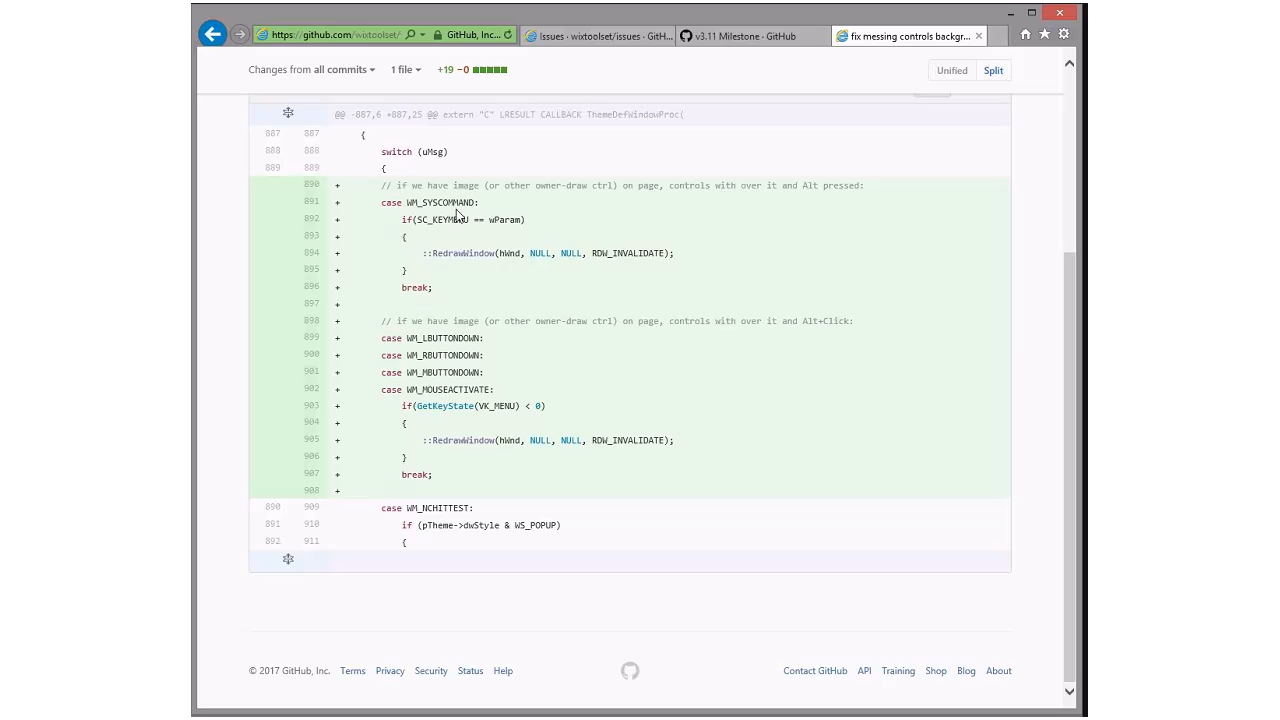 https://github.com/wixtoolset/
GitHub, Inc...
Issues · wixtoolset/issues · GitH...
v3.11 Milestone · GitHub
fix messing controls backgr...
Changes from all commits
1 file
+19 −0
Unified
Split
@@ -887,6 +887,25 @@ extern "C" LRESULT CALLBACK ThemeDefWindowProc(
887 887 {
888 888 switch (uMsg)
889 889 {
890 + // if we have image (or other owner-draw ctrl) on page, controls with over it and Alt pressed:
891 + case WM_SYSCOMMAND:
892 + if(SC_KEYMENU == wParam)
893 + {
894 + ::RedrawWindow(hWnd, NULL, NULL, RDW_INVALIDATE);
895 + }
896 + break;
897 +
898 + // if we have image (or other owner-draw ctrl) on page, controls with over it and Alt+Click:
899 + case WM_LBUTTONDOWN:
900 + case WM_RBUTTONDOWN:
901 + case WM_MBUTTONDOWN:
902 + case WM_MOUSEACTIVATE:
903 + if(GetKeyState(VK_MENU) < 0)
904 + {
905 + ::RedrawWindow(hWnd, NULL, NULL, RDW_INVALIDATE);
906 + }
907 + break;
908 +
890 909 case WM_NCHITTEST:
891 910 if (pTheme->dwStyle & WS_POPUP)
892 911 {
© 2017 GitHub, Inc. Terms Privacy Security Status Help
Contact GitHub API Training Shop Blog About